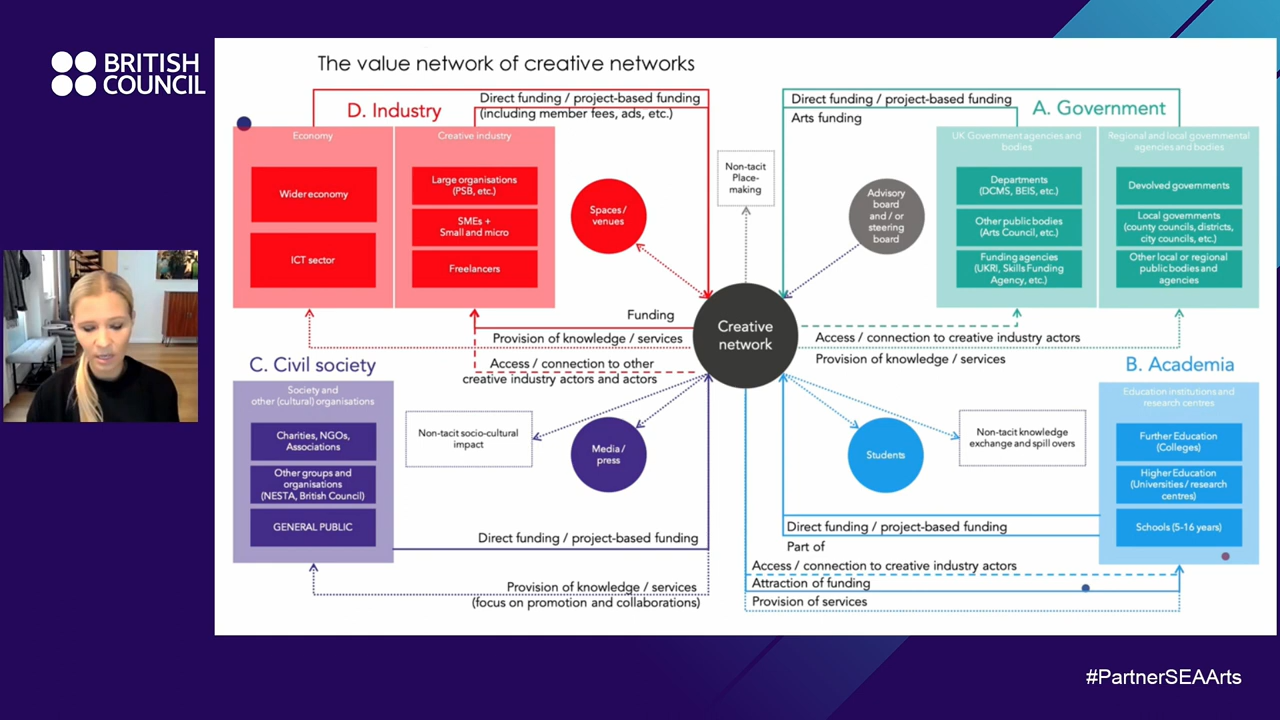 BRITISH
COUNCIL
The value network of creative networks
D. Industry
Direct funding / project-based funding
(including member fees, ads, etc.)
Economy
Wider economy
ICT sector
Creative industry
Large organisations
(PSB, etc.)
SMEs +
Small and micro
Freelancers
Spaces /
venues
Non-tacit
Place-
making
Direct funding / project-based funding
Arts funding
A. Government
Advisory
board
and / or
steering
board
UK Government agencies and
bodies
Departments
(DCMS, BEIS, etc.)
Other public bodies
(Arts Council, etc.)
Funding agencies
(UKRI, Skills Funding
Agency, etc.)
Regional and local governmental
agencies and bodies
Devolved governments
Local governments
(county councils, districts,
city councils, etc.)
Other local or regional
public bodies and
agencies
Creative
network
Funding
Provision of knowledge / services
Access / connection to other
creative industry actors and actors
Access / connection to creative industry actors
Provision of knowledge / services
C. Civil society
Society and
other (cultural) organisations
Charities, NGOs,
Associations
Other groups and
organisations
(NESTA, British Council)
GENERAL PUBLIC
Non-tacit socio-cultural
impact
Media /
press
Direct funding / project-based funding
Provision of knowledge / services
(focus on promotion and collaborations)
B. Academia
Students
Non-tacit knowledge
exchange and spill overs
Education institutions and
research centres
Further Education
(Colleges)
Higher Education
(Universities / research
centres)
Schools (5-16 years)
Direct funding / project-based funding
Part of
Access / connection to creative industry actors
Attraction of funding
Provision of services
#PartnerSEAArts